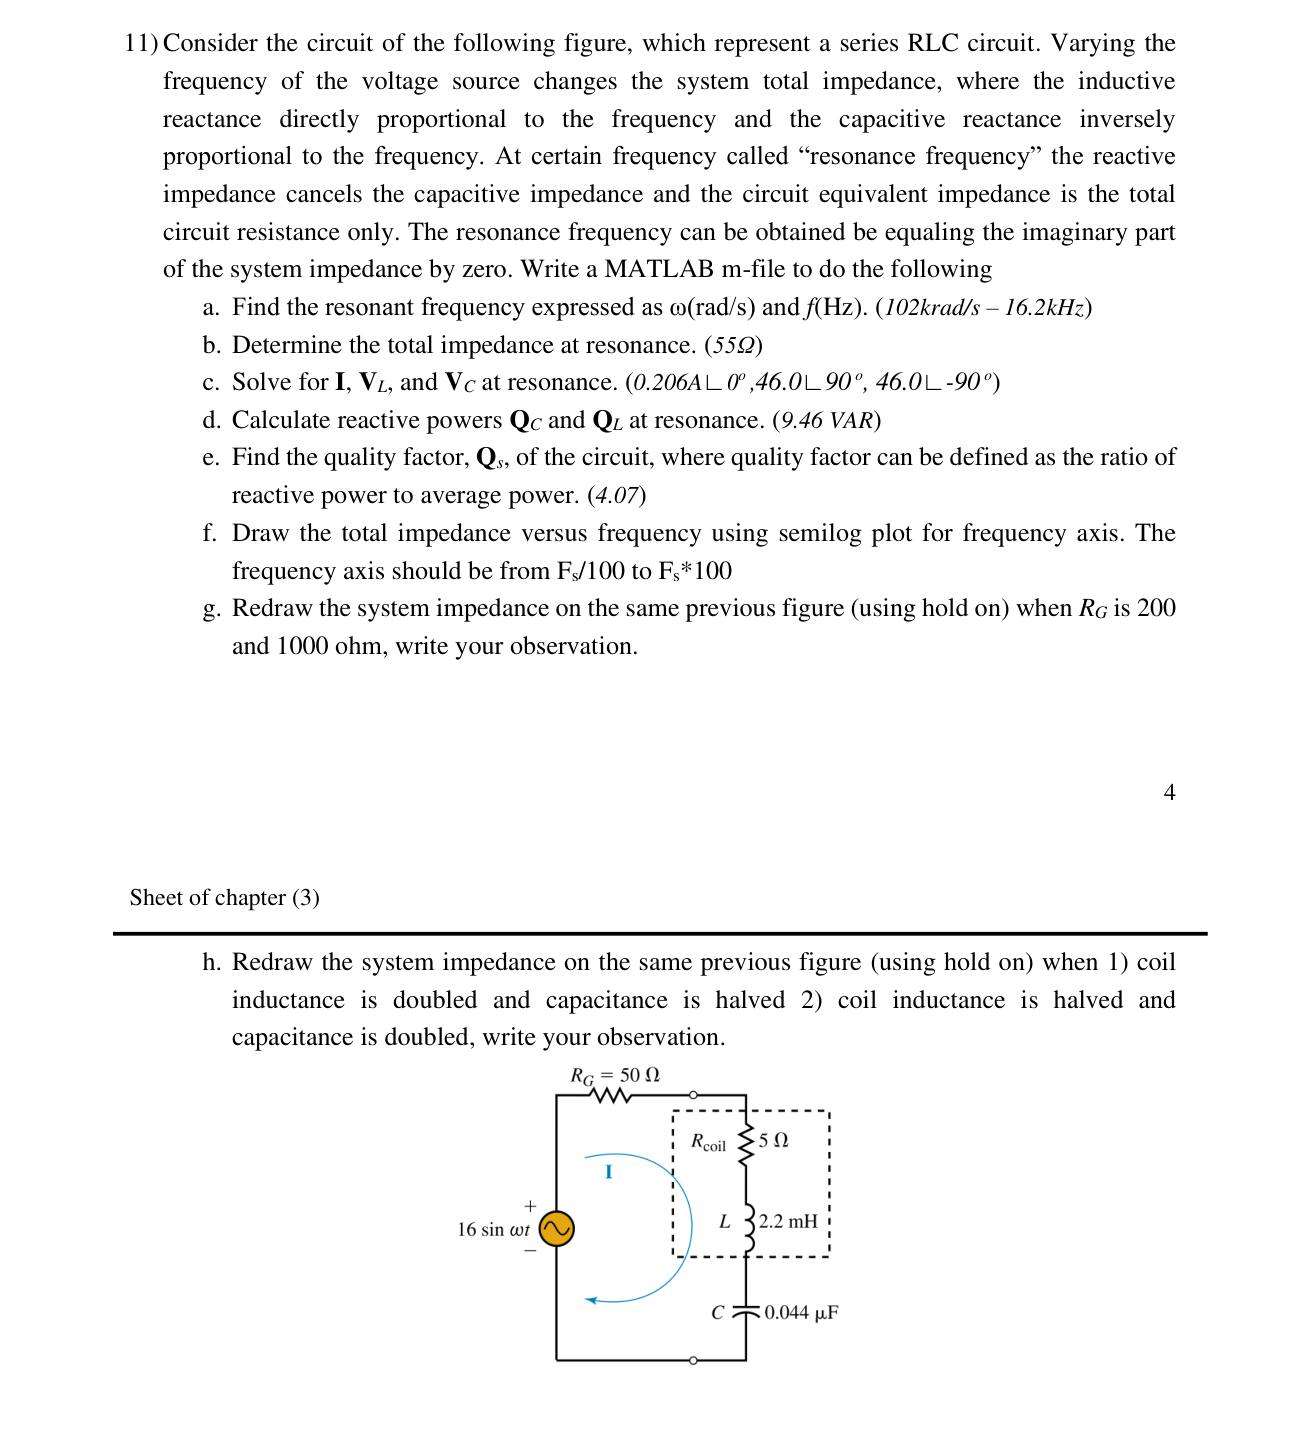 11) Consider the circuit of the following figure, which represent a series RLC circuit. Varying the
frequency of the voltage source changes the system total impedance, where the inductive
reactance directly proportional to the frequency and the capacitive reactance inversely
proportional to the frequency. At certain frequency called “resonance frequency” the reactive
impedance cancels the capacitive impedance and the circuit equivalent impedance is the total
circuit resistance only. The resonance frequency can be obtained be equaling the imaginary part
of the system impedance by zero. Write a MATLAB m-file to do the following
a. Find the resonant frequency expressed as ω(rad/s) and f(Hz). (102krad/s – 16.2kHz)
b. Determine the total impedance at resonance. (55Ω)
c. Solve for I, VL, and VC at resonance. (0.206A∟0º,46.0∟90º, 46.0∟-90º)
d. Calculate reactive powers QC and QL at resonance. (9.46 VAR)
e. Find the quality factor, Qs, of the circuit, where quality factor can be defined as the ratio of
reactive power to average power. (4.07)
f. Draw the total impedance versus frequency using semilog plot for frequency axis. The
frequency axis should be from Fs/100 to Fs*100
g. Redraw the system impedance on the same previous figure (using hold on) when RG is 200
and 1000 ohm, write your observation.
4
Sheet of chapter (3)
h. Redraw the system impedance on the same previous figure (using hold on) when 1) coil
inductance is doubled and capacitance is halved 2) coil inductance is halved and
capacitance is doubled, write your observation.
RG = 50 Ω
Rcoil 5 Ω
I
+
L 2.2 mH
16 sin ωt
−
C 0.044 μF